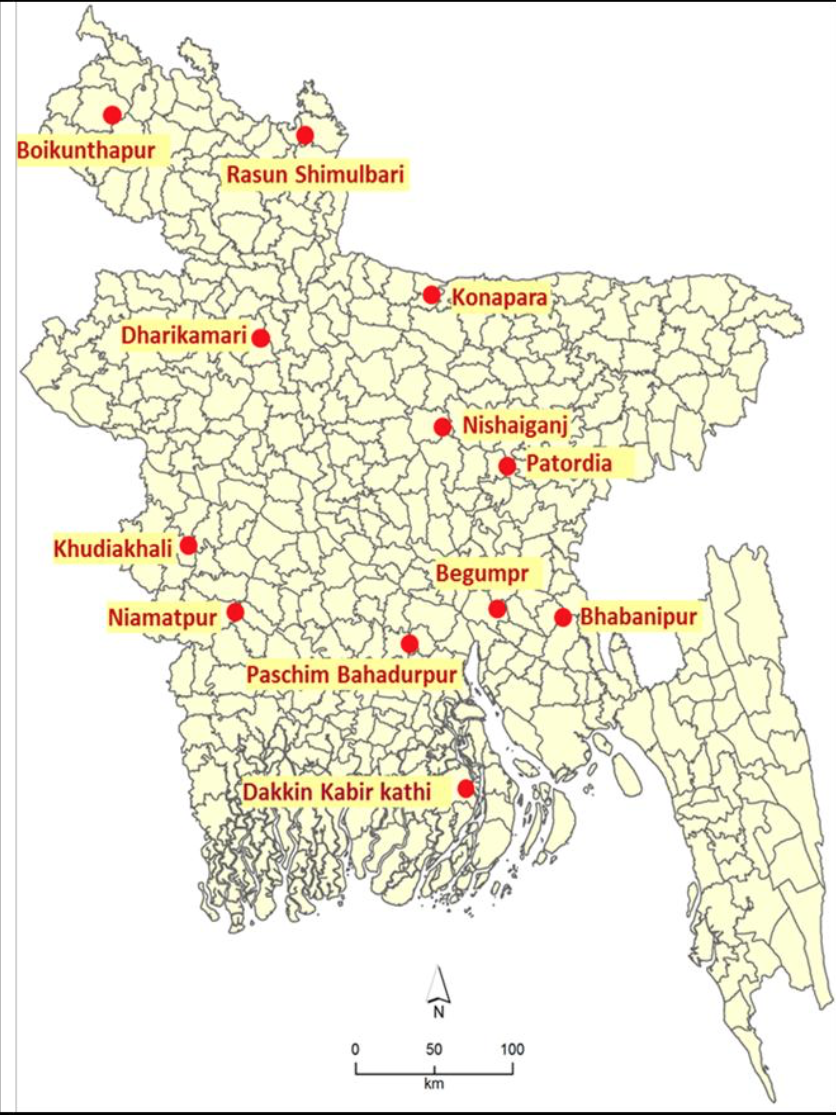 Boikunthapur
Rasun Shimulbari
Konapara
Dharikamari
Nishaiganj
Patordia
Khudiakhali
Begumpr
Niamatpur
Bhabanipur
Paschim Bahadurpur
Dakkin Kabir kathi
N
0 50 100
km